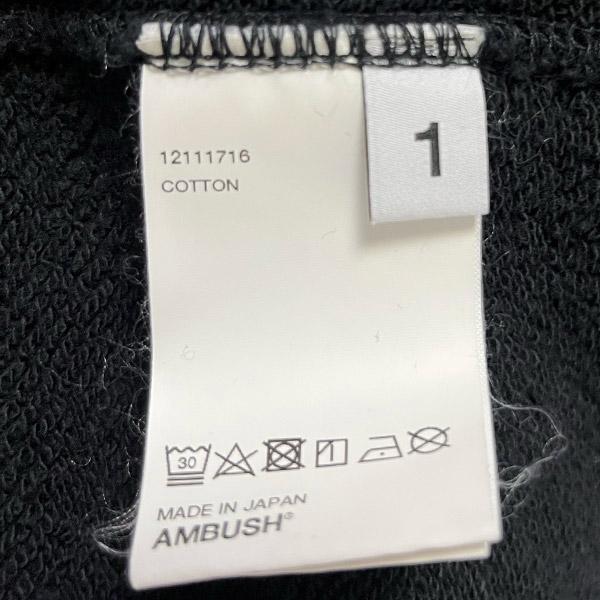 1
12111716
COTTON
30
MADE IN JAPAN
AMBUSH®